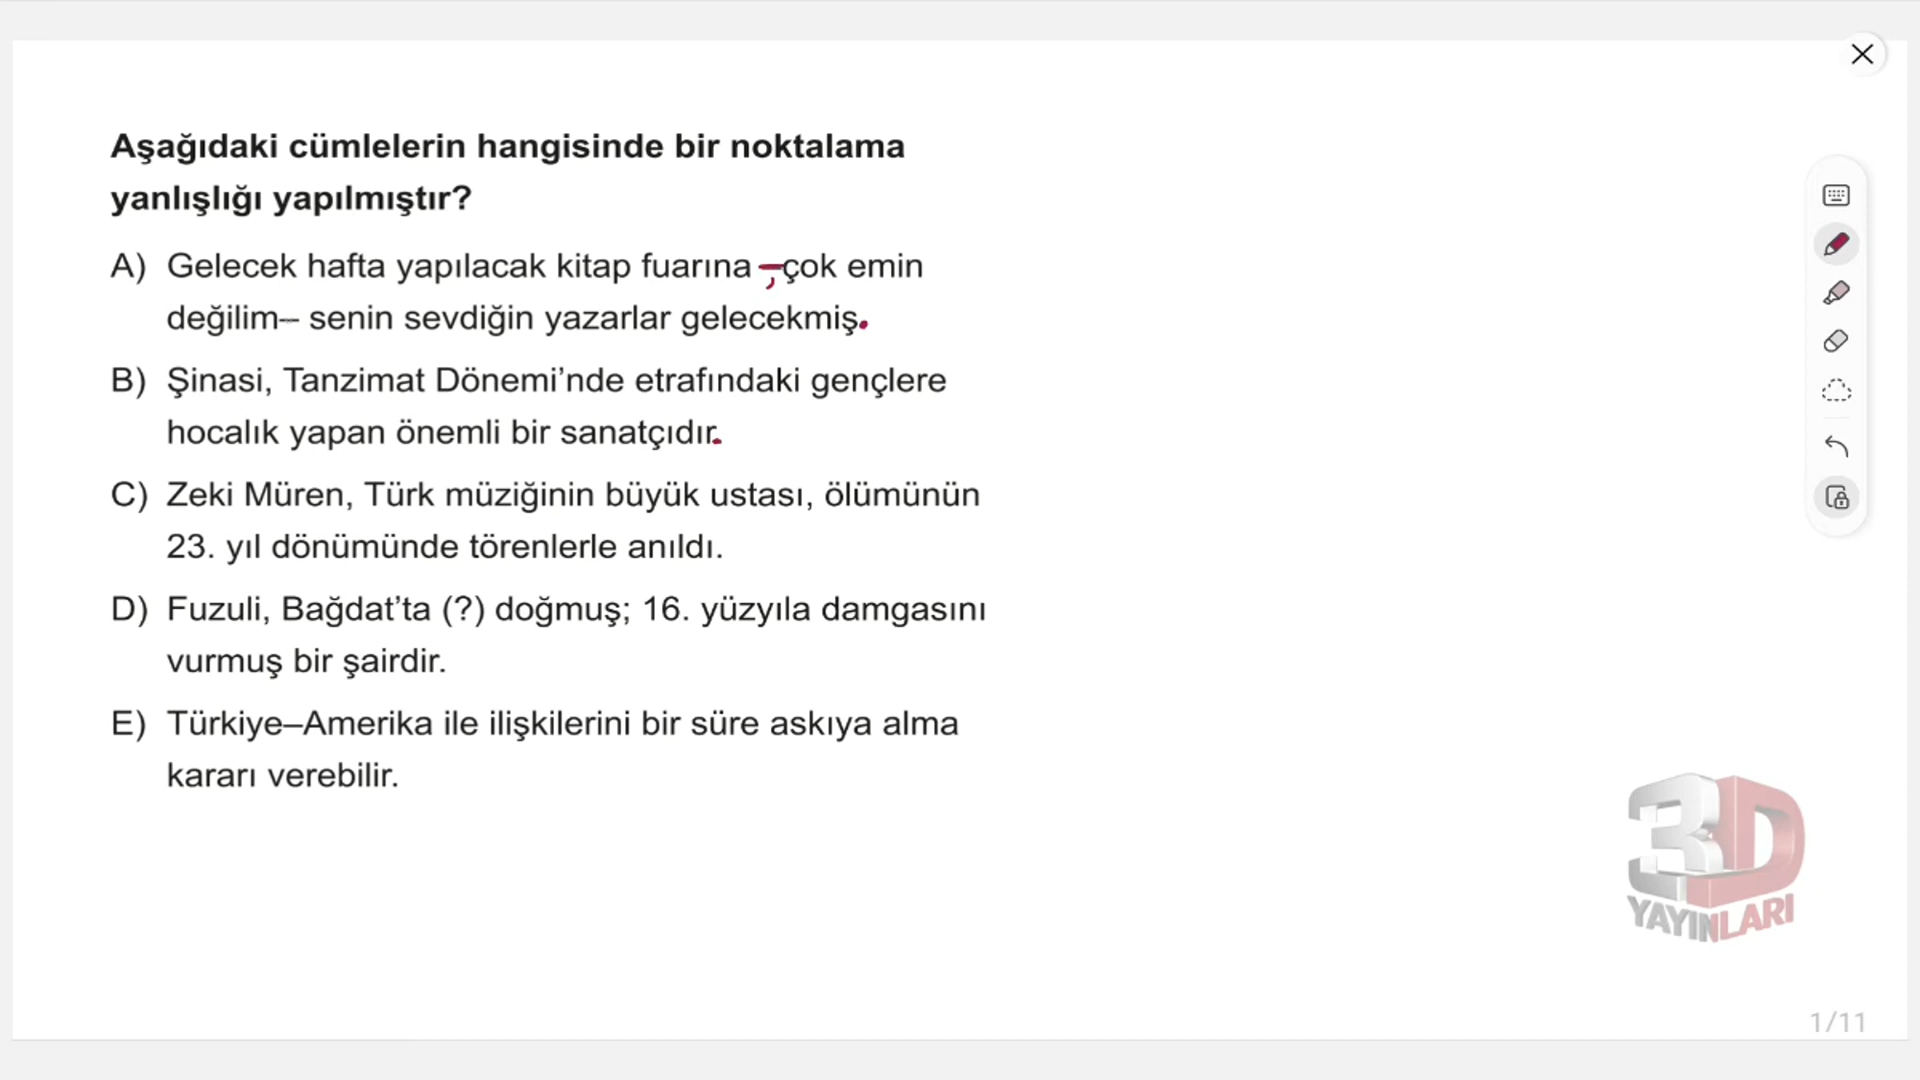 Aşağıdaki cümlelerin hangisinde bir noktalama
yanlışlığı yapılmıştır?
A) Gelecek hafta yapılacak kitap fuarına –,çok emin
değilim– senin sevdiğin yazarlar gelecekmiş.
B) Şinasi, Tanzimat Dönemi’nde etrafındaki gençlere
hocalık yapan önemli bir sanatçıdır.
C) Zeki Müren, Türk müziğinin büyük ustası, ölümünün
23. yıl dönümünde törenlerle anıldı.
D) Fuzuli, Bağdat’ta (?) doğmuş; 16. yüzyıla damgasını
vurmuş bir şairdir.
E) Türkiye–Amerika ile ilişkilerini bir süre askıya alma
kararı verebilir.
3D
YAYINLARI
1/11